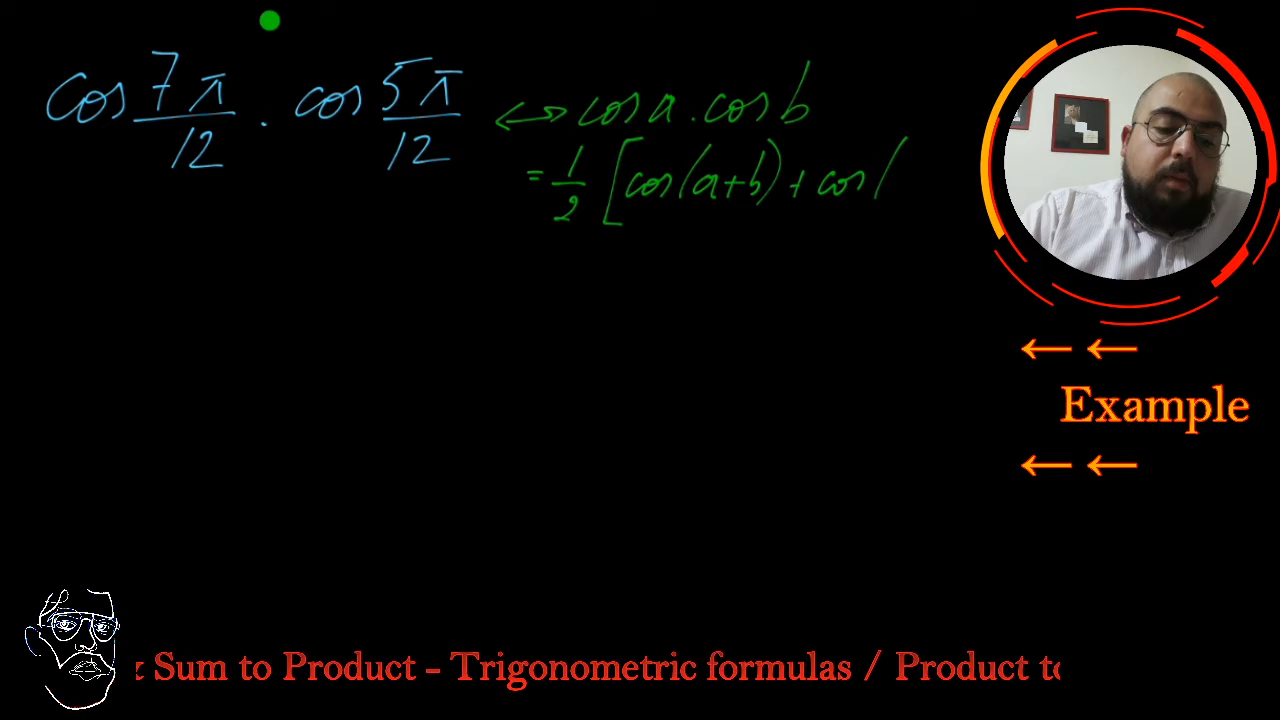 cos 7π/12 . cos 5π/12 ↔ cos a . cos b
= 1/2 [cos(a+b) + cos(
← ←
Example
← ←
& Sum to Product - Trigonometric formulas / Product to